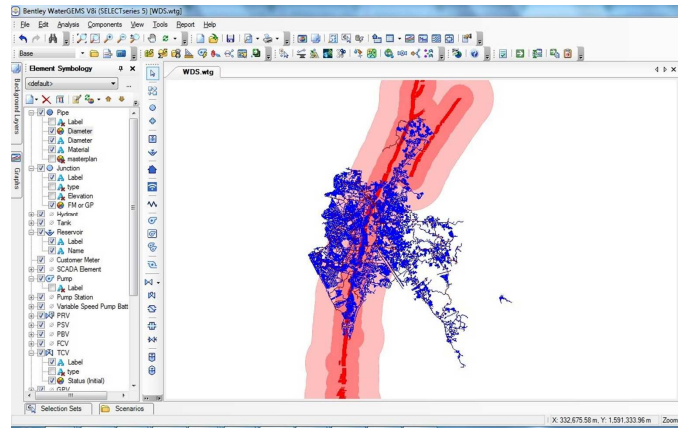 Bentley WaterGEMS V8i (SELECTseries 5) [WDS.wtg]
File Edit Analysis Components View Tools Report Help
Base
Element Symbology
WDS.wtg
<default>
Background Layers
Graphs
Pipe
Label
Diameter
Diameter
Material
masterplan
Junction
Label
type
Elevation
FM or GP
Hydrant
Tank
Reservoir
Label
Name
Customer Meter
SCADA Element
Pump
Label
Pump Station
Variable Speed Pump Batt
PRV
PSV
PBV
FCV
TCV
Label
type
Status (Initial)
GPV
Selection Sets Scenarios
X: 332,675.58 m, Y: 1,591,333.96 m Zoom